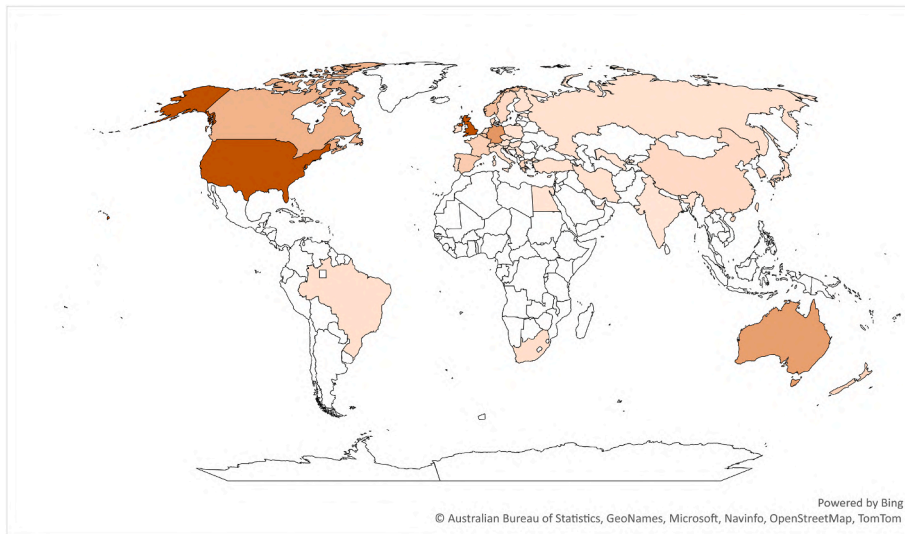 Powered by Bing
© Australian Bureau of Statistics, GeoNames, Microsoft, Navinfo, OpenStreetMap, TomTom